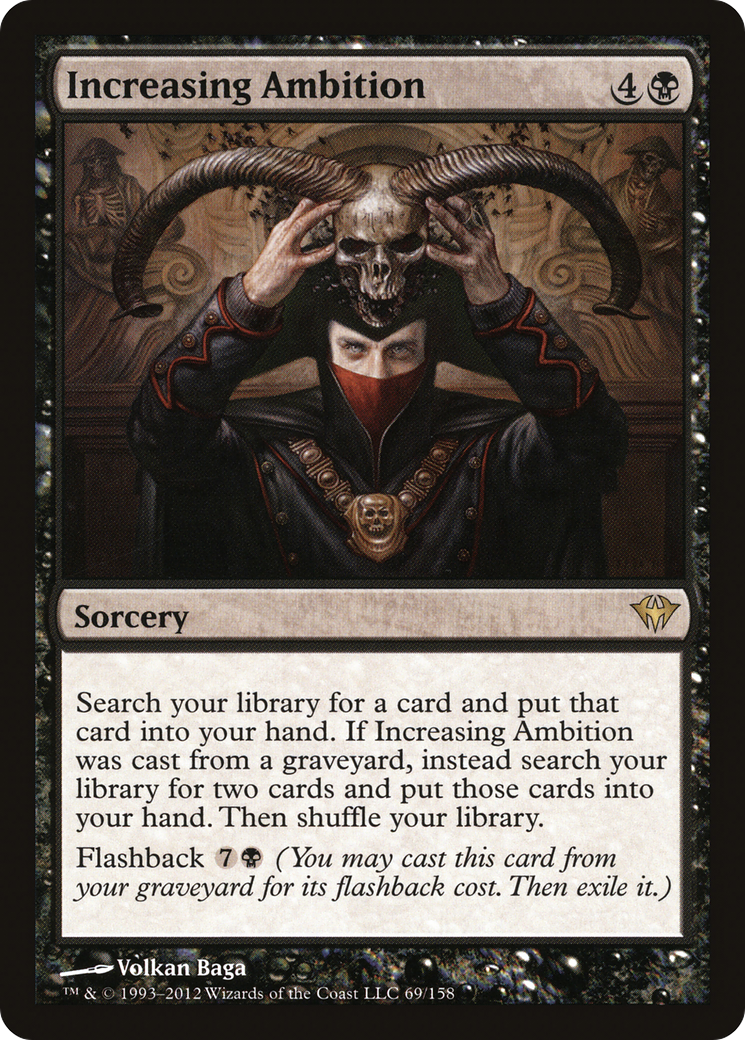 Increasing Ambition 4
Sorcery
Search your library for a card and put that
card into your hand. If Increasing Ambition
was cast from a graveyard, instead search your
library for two cards and put those cards into
your hand. Then shuffle your library.
Flashback 7 (You may cast this card from
your graveyard for its flashback cost. Then exile it.)
Volkan Baga
™ & © 1993–2012 Wizards of the Coast LLC 69/158